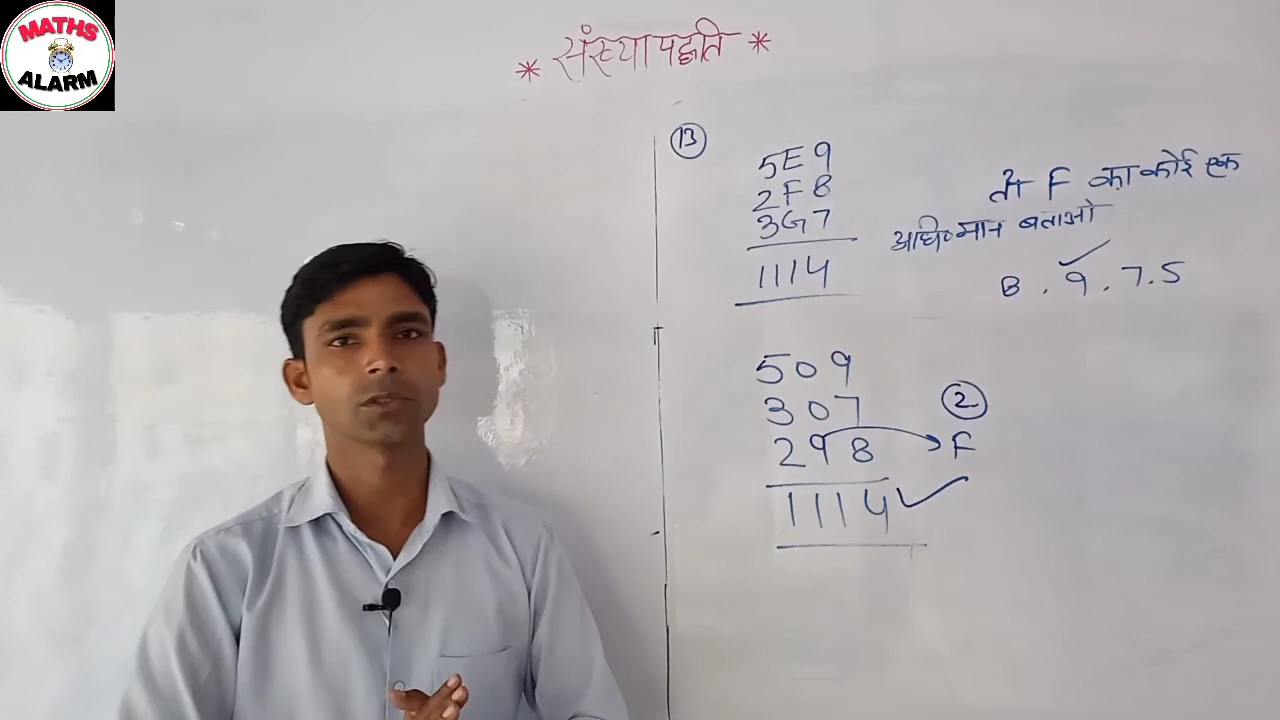 MATHS
ALARM
* संख्या पद्धति *
13
5E9
2F8
3G7
1114
तो F का कोई एक
अधि॰ मान बताओ
8 . 9 . 7 . 5
509
307
298 → F
2
1114